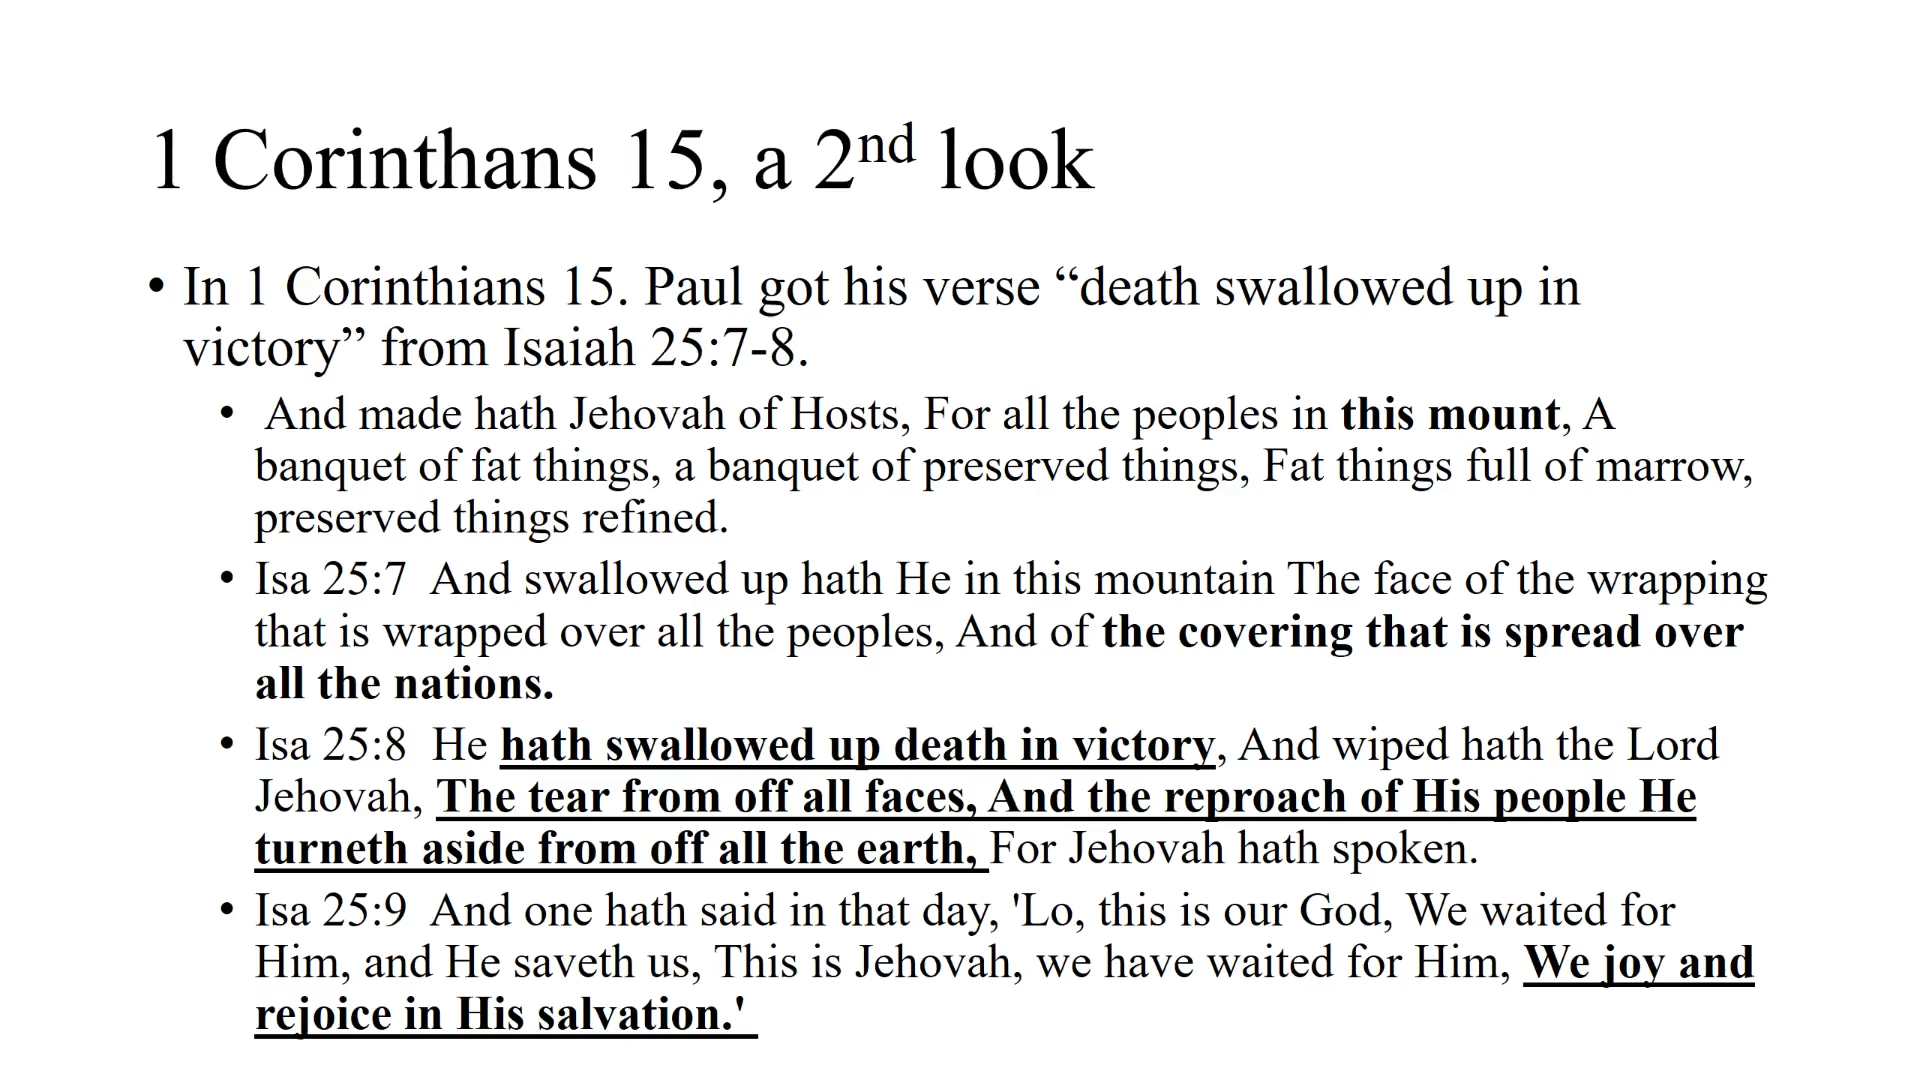 1 Corinthans 15, a 2nd look
• In 1 Corinthians 15. Paul got his verse “death swallowed up in
victory” from Isaiah 25:7-8.
• And made hath Jehovah of Hosts, For all the peoples in this mount, A
banquet of fat things, a banquet of preserved things, Fat things full of marrow,
preserved things refined.
• Isa 25:7  And swallowed up hath He in this mountain The face of the wrapping
that is wrapped over all the peoples, And of the covering that is spread over
all the nations.
• Isa 25:8  He hath swallowed up death in victory, And wiped hath the Lord
Jehovah, The tear from off all faces, And the reproach of His people He
turneth aside from off all the earth, For Jehovah hath spoken.
• Isa 25:9  And one hath said in that day, 'Lo, this is our God, We waited for
Him, and He saveth us, This is Jehovah, we have waited for Him, We joy and
rejoice in His salvation.'